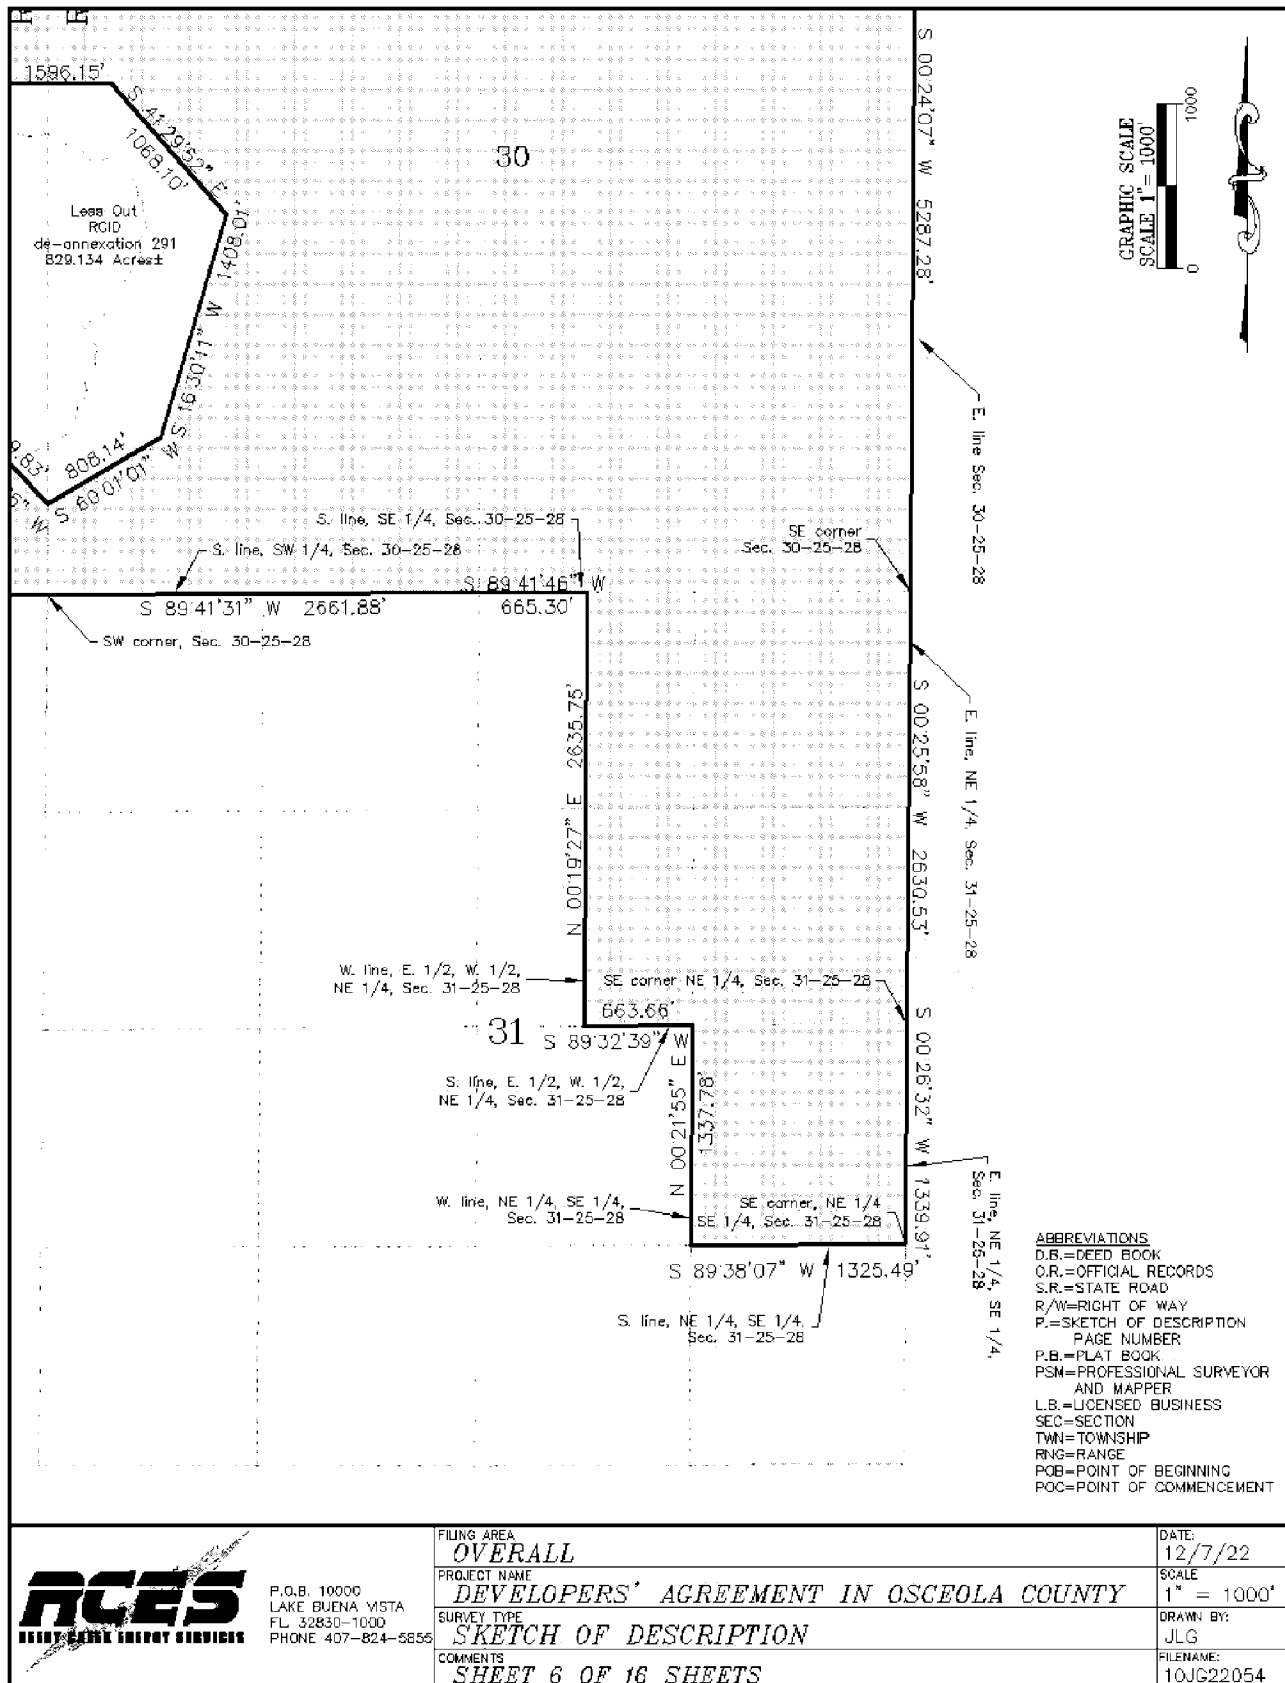 1596.15'
S 41°29'52" E
1068.10'
30
Less Out
RCID
de-annexation 291
829.134 Acres±
1408.01'
S 16°30'41" W
808.14'
S 60°01'01" W
S 00°24'07" W 5287.28'
E. line Sec. 30-25-28
GRAPHIC SCALE
SCALE 1" = 1000'
0
1000
S. line, SE 1/4, Sec. 30-25-28
S. line, SW 1/4, Sec. 30-25-28
SE corner
Sec. 30-25-28
S 89°41'46" W
665.30'
S 89°41'31" W 2661.88'
SW corner, Sec. 30-25-28
N 00°19'27" E 2635.75'
S 00°25'58" W 2630.53'
E. line, NE 1/4, Sec. 31-25-28
W. line, E. 1/2, W. 1/2,
NE 1/4, Sec. 31-25-28
SE corner NE 1/4, Sec. 31-25-28
663.66'
31
S 89°32'39" W
S. line, E. 1/2, W. 1/2,
NE 1/4, Sec. 31-25-28
N 00°21'55" E
1337.78'
S 00°26'32" W 1339.91'
E. line, NE 1/4, SE 1/4,
Sec. 31-25-28
W. line, NE 1/4, SE 1/4,
Sec. 31-25-28
SE corner, NE 1/4
SE 1/4, Sec. 31-25-28
S 89°38'07" W 1325.49'
S. line, NE 1/4, SE 1/4,
Sec. 31-25-28
ABBREVIATIONS
D.B.=DEED BOOK
O.R.=OFFICIAL RECORDS
S.R.=STATE ROAD
R/W=RIGHT OF WAY
P.=SKETCH OF DESCRIPTION
PAGE NUMBER
P.B.=PLAT BOOK
PSM=PROFESSIONAL SURVEYOR
AND MAPPER
L.B.=LICENSED BUSINESS
SEC=SECTION
TWN=TOWNSHIP
RNG=RANGE
POB=POINT OF BEGINNING
POC=POINT OF COMMENCEMENT
RCES
REEDY CREEK ENERGY SERVICES
P.O.B. 10000
LAKE BUENA VISTA
FL 32830-1000
PHONE 407-824-5855
FILING AREA
OVERALL
PROJECT NAME
DEVELOPERS' AGREEMENT IN OSCEOLA COUNTY
SURVEY TYPE
SKETCH OF DESCRIPTION
COMMENTS
SHEET 6 OF 16 SHEETS
DATE:
12/7/22
SCALE
1" = 1000'
DRAWN BY:
JLG
FILENAME:
10JG22054